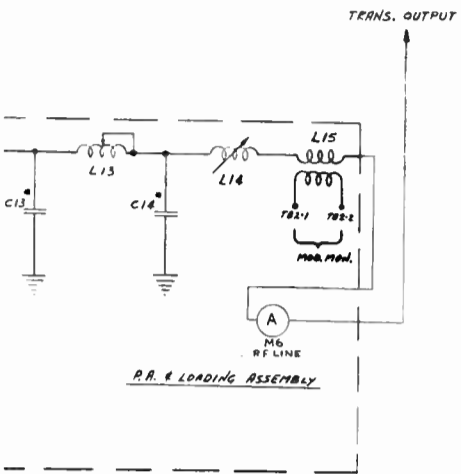 TRANS. OUTPUT
L15
L13
L14
C13*
C14*
TB2-1 TB2-2
MOD. MON.
A
M6
RF LINE
P.A. & LOADING ASSEMBLY